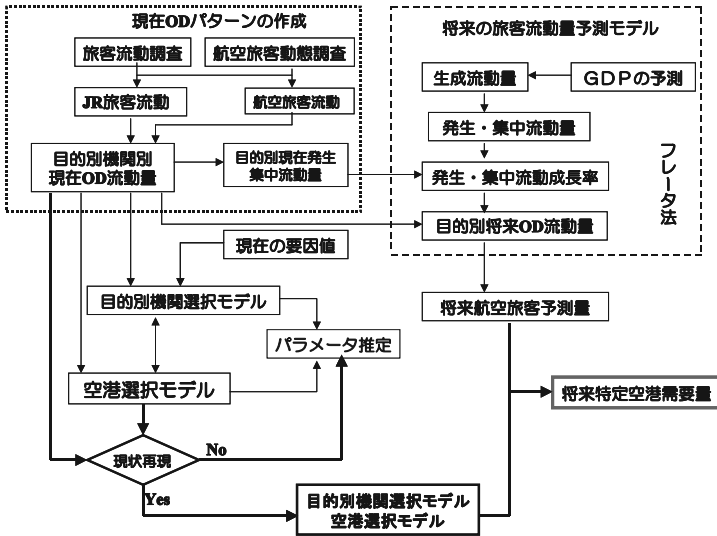 現在ODパターンの作成
旅客流動調査
航空旅客動態調査
JR旅客流動
航空旅客流動
目的別機関別
現在OD流動量
目的別現在発生
集中流動量
将来の旅客流動量予測モデル
生成流動量
GDPの予測
発生・集中流動量
発生・集中流動成長率
目的別将来OD流動量
フレータ法
現在の要因値
目的別機関選択モデル
パラメータ推定
空港選択モデル
現状再現
No
Yes
目的別機関選択モデル
空港選択モデル
将来航空旅客予測量
将来特定空港需要量